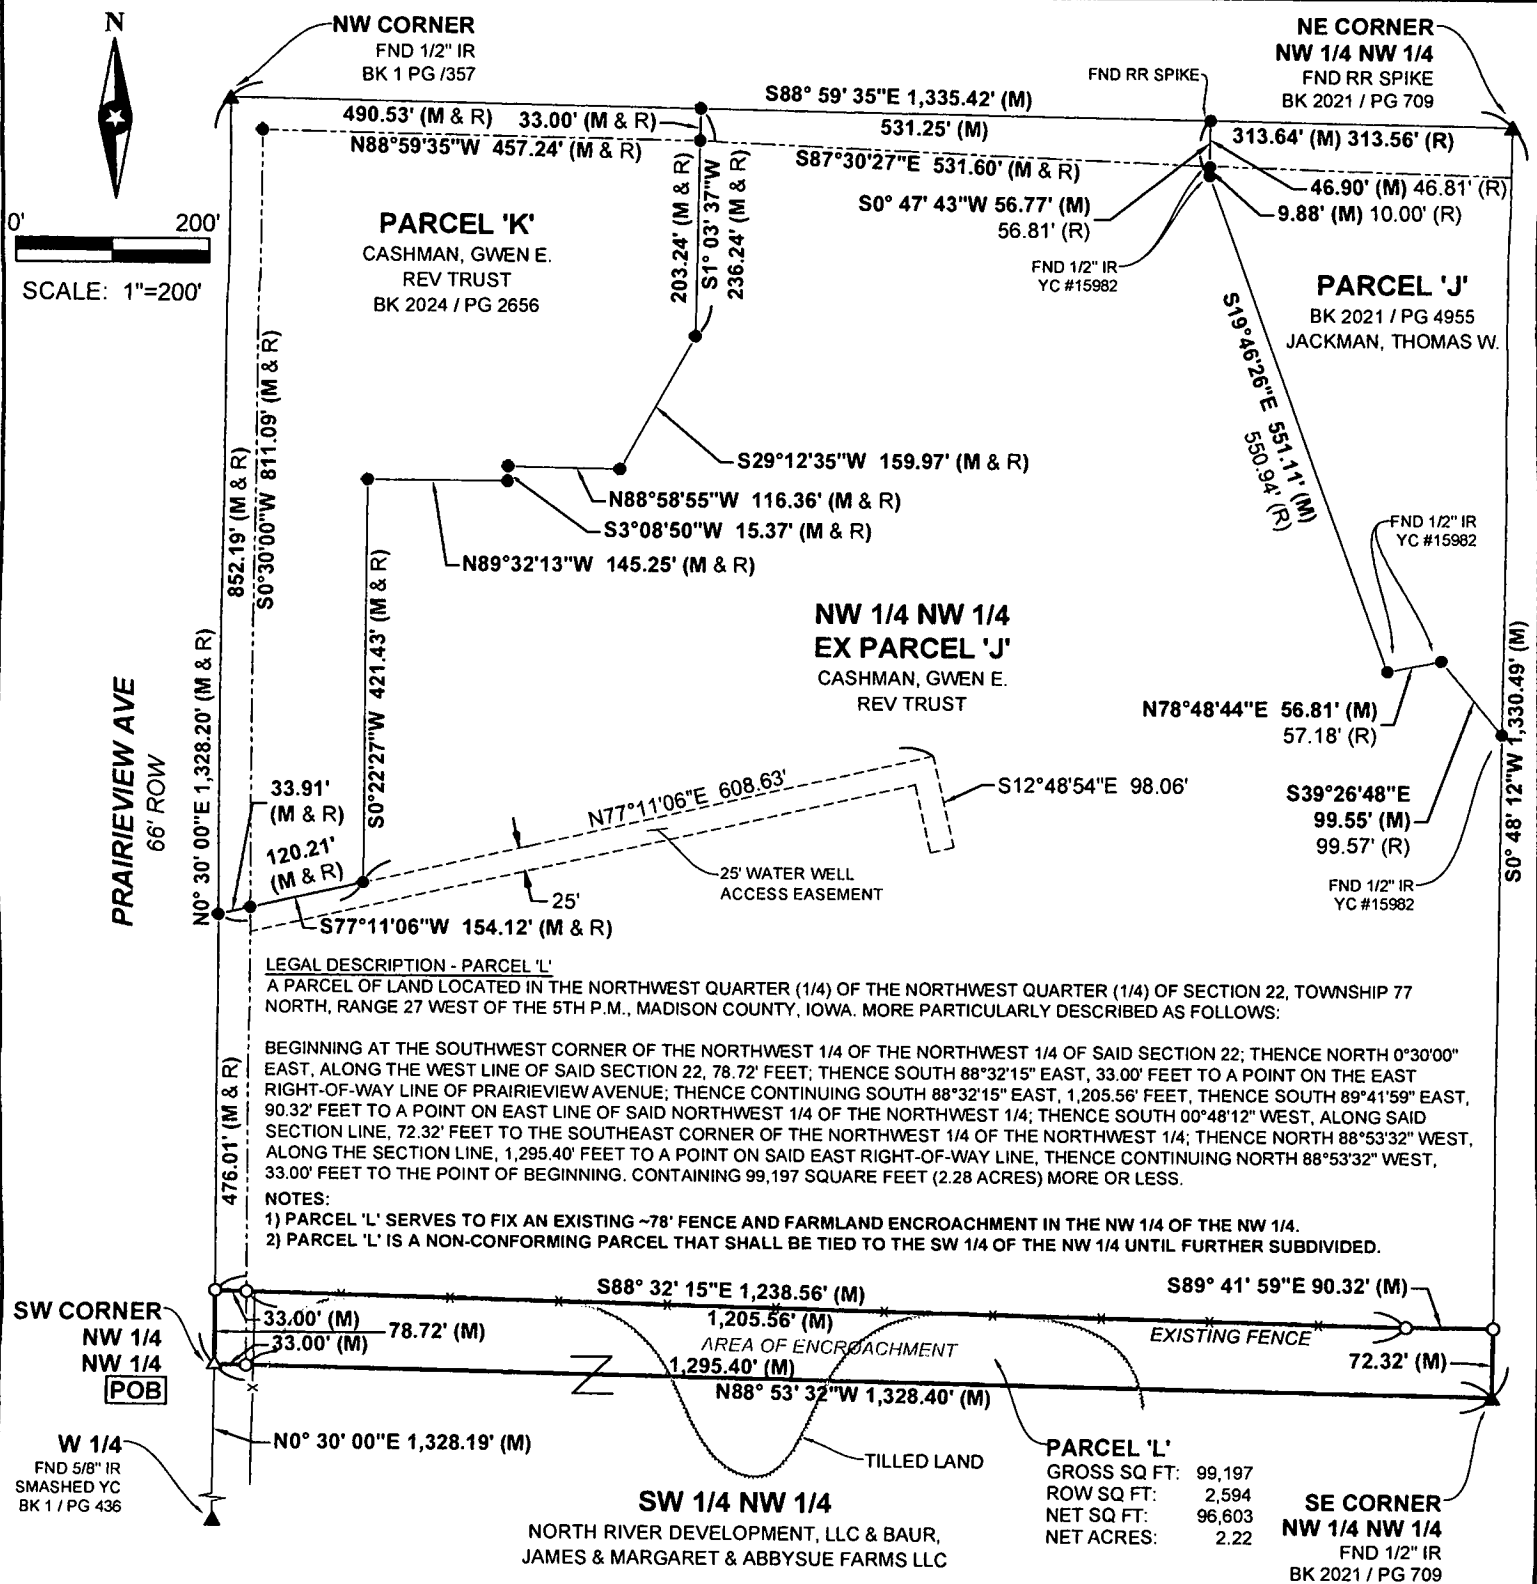 N
NW CORNER
FND 1/2" IR
BK 1 PG /357
NE CORNER
NW 1/4 NW 1/4
FND RR SPIKE
BK 2021 / PG 709
FND RR SPIKE
S88° 59' 35"E 1,335.42' (M)
490.53' (M & R) 33.00' (M & R)
531.25' (M)
313.64' (M) 313.56' (R)
N88°59'35"W 457.24' (M & R)
S87°30'27"E 531.60' (M & R)
46.90' (M) 46.81' (R)
S0° 47' 43"W 56.77' (M)
56.81' (R)
9.88' (M) 10.00' (R)
0' 200'
SCALE: 1"=200'
PARCEL 'K'
CASHMAN, GWEN E.
REV TRUST
BK 2024 / PG 2656
203.24' (M & R)
S1° 03' 37"W
236.24' (M & R)
FND 1/2" IR
YC #15982
PARCEL 'J'
BK 2021 / PG 4955
JACKMAN, THOMAS W.
S19°46'26"E 551.11' (M)
550.94' (R)
852.19' (M & R)
S0°30'00"W 811.09' (M & R)
S29°12'35"W 159.97' (M & R)
N88°58'55"W 116.36' (M & R)
S3°08'50"W 15.37' (M & R)
N89°32'13"W 145.25' (M & R)
FND 1/2" IR
YC #15982
S0°22'27"W 421.43' (M & R)
NW 1/4 NW 1/4
EX PARCEL 'J'
CASHMAN, GWEN E.
REV TRUST
N78°48'44"E 56.81' (M)
57.18' (R)
S0° 48' 12"W 1,330.49' (M)
PRAIRIEVIEW AVE
66' ROW
N0° 30' 00"E 1,328.20' (M & R)
33.91'
(M & R)
120.21'
(M & R)
N77°11'06"E 608.63'
S12°48'54"E 98.06'
S39°26'48"E
99.55' (M)
99.57' (R)
25' WATER WELL
ACCESS EASEMENT
25'
FND 1/2" IR
YC #15982
S77°11'06"W 154.12' (M & R)
LEGAL DESCRIPTION - PARCEL 'L'
A PARCEL OF LAND LOCATED IN THE NORTHWEST QUARTER (1/4) OF THE NORTHWEST QUARTER (1/4) OF SECTION 22, TOWNSHIP 77
NORTH, RANGE 27 WEST OF THE 5TH P.M., MADISON COUNTY, IOWA. MORE PARTICULARLY DESCRIBED AS FOLLOWS:
BEGINNING AT THE SOUTHWEST CORNER OF THE NORTHWEST 1/4 OF THE NORTHWEST 1/4 OF SAID SECTION 22; THENCE NORTH 0°30'00"
EAST, ALONG THE WEST LINE OF SAID SECTION 22, 78.72' FEET; THENCE SOUTH 88°32'15" EAST, 33.00' FEET TO A POINT ON THE EAST
RIGHT-OF-WAY LINE OF PRAIRIEVIEW AVENUE; THENCE CONTINUING SOUTH 88°32'15" EAST, 1,205.56' FEET, THENCE SOUTH 89°41'59" EAST,
90.32' FEET TO A POINT ON EAST LINE OF SAID NORTHWEST 1/4 OF THE NORTHWEST 1/4; THENCE SOUTH 00°48'12" WEST, ALONG SAID
SECTION LINE, 72.32' FEET TO THE SOUTHEAST CORNER OF THE NORTHWEST 1/4 OF THE NORTHWEST 1/4; THENCE NORTH 88°53'32" WEST,
ALONG THE SECTION LINE, 1,295.40' FEET TO A POINT ON SAID EAST RIGHT-OF-WAY LINE, THENCE CONTINUING NORTH 88°53'32" WEST,
33.00' FEET TO THE POINT OF BEGINNING. CONTAINING 99,197 SQUARE FEET (2.28 ACRES) MORE OR LESS.
NOTES:
1) PARCEL 'L' SERVES TO FIX AN EXISTING ~78' FENCE AND FARMLAND ENCROACHMENT IN THE NW 1/4 OF THE NW 1/4.
2) PARCEL 'L' IS A NON-CONFORMING PARCEL THAT SHALL BE TIED TO THE SW 1/4 OF THE NW 1/4 UNTIL FURTHER SUBDIVIDED.
476.01' (M & R)
S88° 32' 15"E 1,238.56' (M)
S89° 41' 59"E 90.32' (M)
SW CORNER
NW 1/4
NW 1/4
POB
33.00' (M)
78.72' (M)
33.00' (M)
1,205.56' (M)
AREA OF ENCROACHMENT
EXISTING FENCE
72.32' (M)
1,295.40' (M)
N88° 53' 32"W 1,328.40' (M)
W 1/4
FND 5/8" IR
SMASHED YC
BK 1 / PG 436
N0° 30' 00"E 1,328.19' (M)
TILLED LAND
PARCEL 'L'
GROSS SQ FT: 99,197
ROW SQ FT: 2,594
NET SQ FT: 96,603
NET ACRES: 2.22
SW 1/4 NW 1/4
NORTH RIVER DEVELOPMENT, LLC & BAUR,
JAMES & MARGARET & ABBYSUE FARMS LLC
SE CORNER
NW 1/4 NW 1/4
FND 1/2" IR
BK 2021 / PG 709